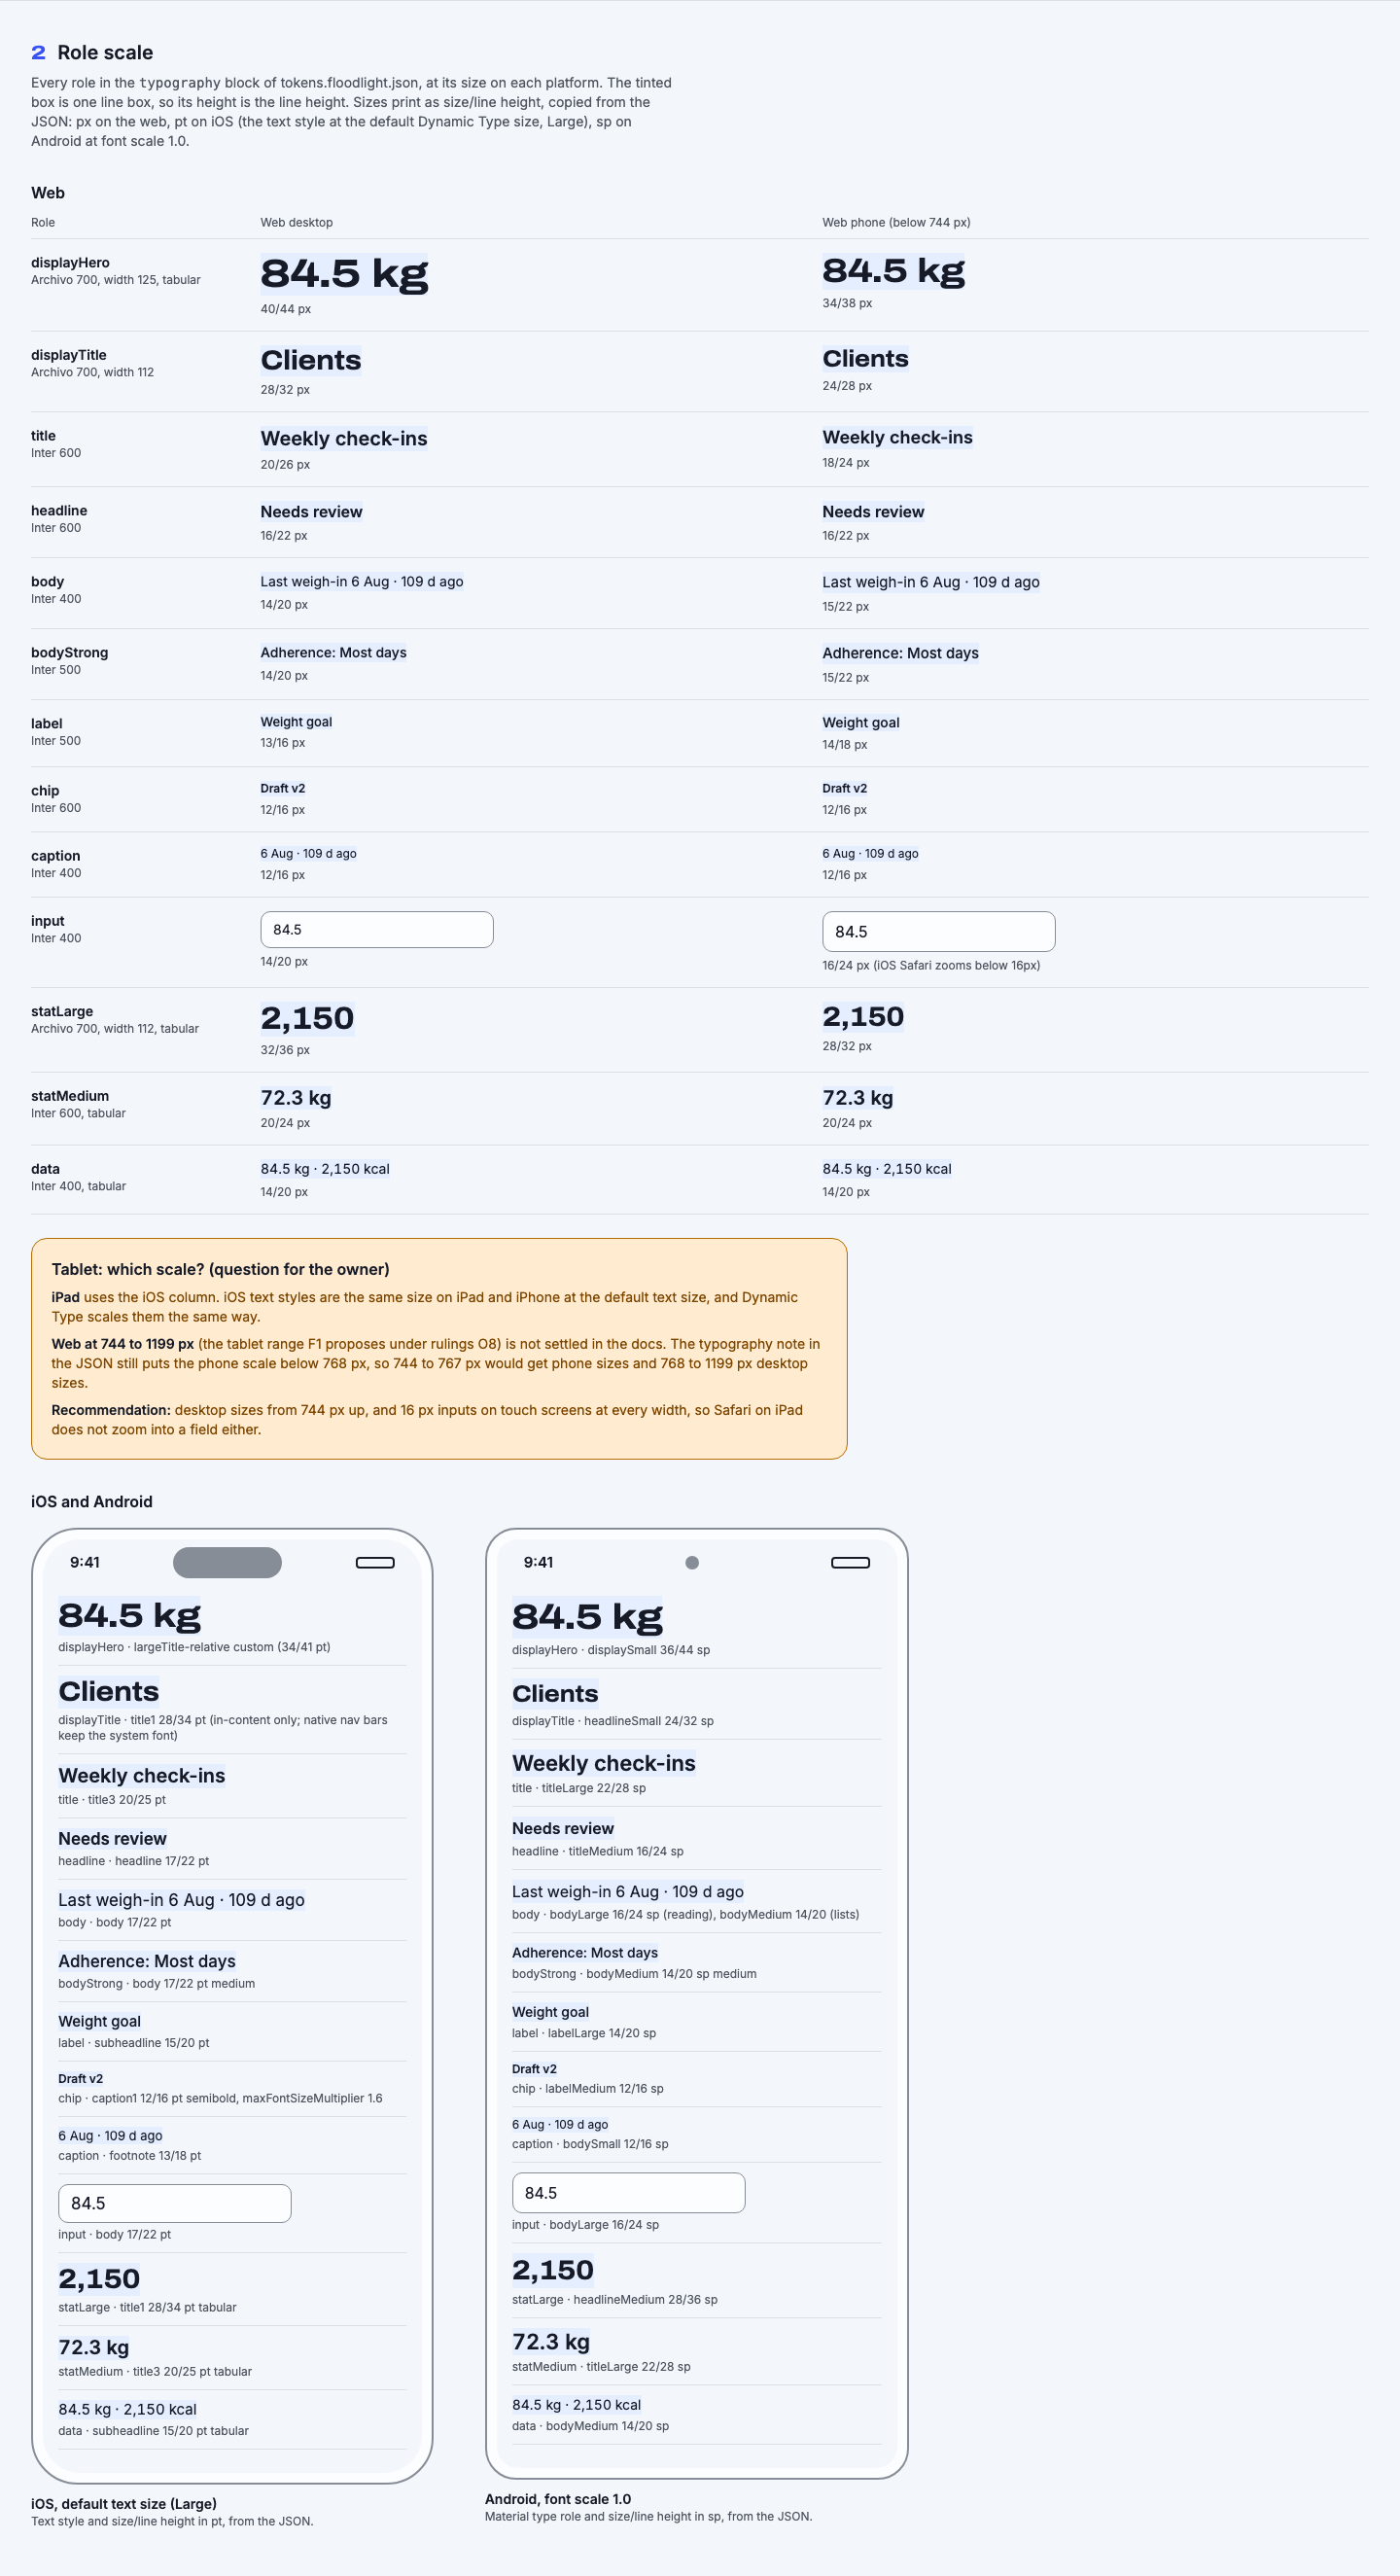 2 Role scale
Every role in the typography block of tokens.floodlight.json, at its size on each platform. The tinted
box is one line box, so its height is the line height. Sizes print as size/line height, copied from the
JSON: px on the web, pt on iOS (the text style at the default Dynamic Type size, Large), sp on
Android at font scale 1.0.
Web
Role Web desktop Web phone (below 744 px)
displayHero
Archivo 700, width 125, tabular
84.5 kg
40/44 px
84.5 kg
34/38 px
displayTitle
Archivo 700, width 112
Clients
28/32 px
Clients
24/28 px
title
Inter 600
Weekly check-ins
20/26 px
Weekly check-ins
18/24 px
headline
Inter 600
Needs review
16/22 px
Needs review
16/22 px
body
Inter 400
Last weigh-in 6 Aug · 109 d ago
14/20 px
Last weigh-in 6 Aug · 109 d ago
15/22 px
bodyStrong
Inter 500
Adherence: Most days
14/20 px
Adherence: Most days
15/22 px
label
Inter 500
Weight goal
13/16 px
Weight goal
14/18 px
chip
Inter 600
Draft v2
12/16 px
Draft v2
12/16 px
caption
Inter 400
6 Aug · 109 d ago
12/16 px
6 Aug · 109 d ago
12/16 px
input
Inter 400
84.5
14/20 px
84.5
16/24 px (iOS Safari zooms below 16px)
statLarge
Archivo 700, width 112, tabular
2,150
32/36 px
2,150
28/32 px
statMedium
Inter 600, tabular
72.3 kg
20/24 px
72.3 kg
20/24 px
data
Inter 400, tabular
84.5 kg · 2,150 kcal
14/20 px
84.5 kg · 2,150 kcal
14/20 px
Tablet: which scale? (question for the owner)
iPad uses the iOS column. iOS text styles are the same size on iPad and iPhone at the default text size, and Dynamic
Type scales them the same way.
Web at 744 to 1199 px (the tablet range F1 proposes under rulings O8) is not settled in the docs. The typography note in
the JSON still puts the phone scale below 768 px, so 744 to 767 px would get phone sizes and 768 to 1199 px desktop
sizes.
Recommendation: desktop sizes from 744 px up, and 16 px inputs on touch screens at every width, so Safari on iPad
does not zoom into a field either.
iOS and Android
9:41
84.5 kg
displayHero · largeTitle-relative custom (34/41 pt)
Clients
displayTitle · title1 28/34 pt (in-content only; native nav bars
keep the system font)
Weekly check-ins
title · title3 20/25 pt
Needs review
headline · headline 17/22 pt
Last weigh-in 6 Aug · 109 d ago
body · body 17/22 pt
Adherence: Most days
bodyStrong · body 17/22 pt medium
Weight goal
label · subheadline 15/20 pt
Draft v2
chip · caption1 12/16 pt semibold, maxFontSizeMultiplier 1.6
6 Aug · 109 d ago
caption · footnote 13/18 pt
84.5
input · body 17/22 pt
2,150
statLarge · title1 28/34 pt tabular
72.3 kg
statMedium · title3 20/25 pt tabular
84.5 kg · 2,150 kcal
data · subheadline 15/20 pt tabular
iOS, default text size (Large)
Text style and size/line height in pt, from the JSON.
9:41
84.5 kg
displayHero · displaySmall 36/44 sp
Clients
displayTitle · headlineSmall 24/32 sp
Weekly check-ins
title · titleLarge 22/28 sp
Needs review
headline · titleMedium 16/24 sp
Last weigh-in 6 Aug · 109 d ago
body · bodyLarge 16/24 sp (reading), bodyMedium 14/20 (lists)
Adherence: Most days
bodyStrong · bodyMedium 14/20 sp medium
Weight goal
label · labelLarge 14/20 sp
Draft v2
chip · labelMedium 12/16 sp
6 Aug · 109 d ago
caption · bodySmall 12/16 sp
84.5
input · bodyLarge 16/24 sp
2,150
statLarge · headlineMedium 28/36 sp
72.3 kg
statMedium · titleLarge 22/28 sp
84.5 kg · 2,150 kcal
data · bodyMedium 14/20 sp
Android, font scale 1.0
Material type role and size/line height in sp, from the JSON.